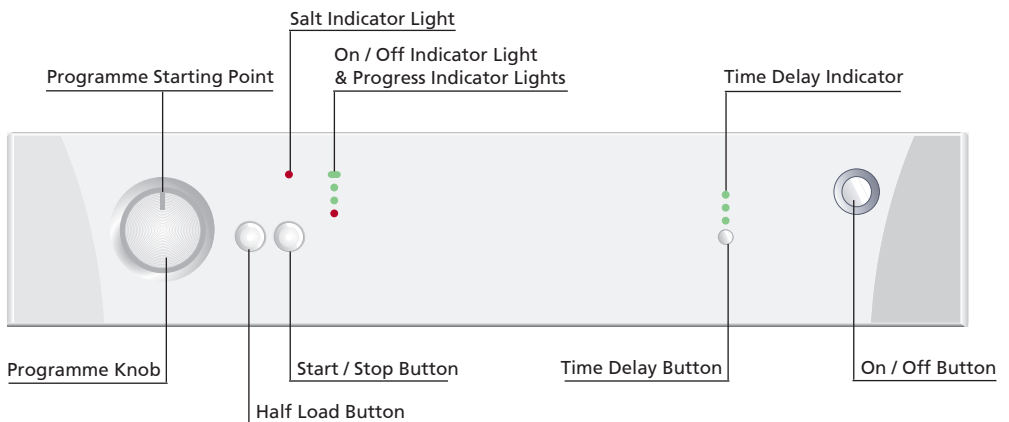 Salt Indicator Light
On / Off Indicator Light
& Progress Indicator Lights
Programme Starting Point
Time Delay Indicator
Programme Knob
Start / Stop Button
Time Delay Button
On / Off Button
Half Load Button